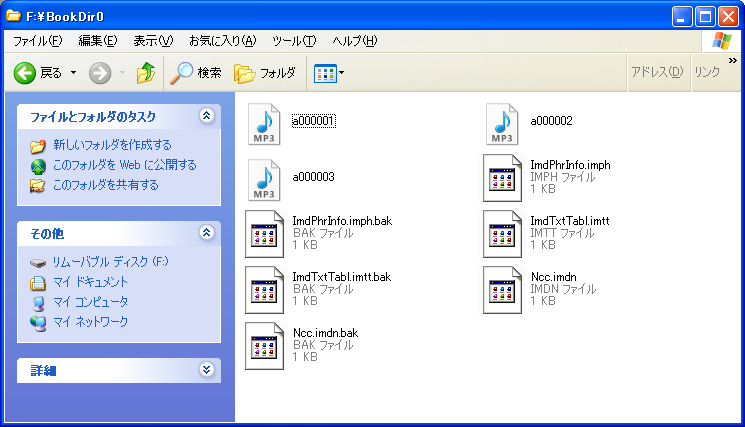 F:¥BookDir0
ファイル(F) 編集(E) 表示(V) お気に入り(A) ツール(T) ヘルプ(H)
戻る 検索 フォルダ アドレス(D) リンク
ファイルとフォルダのタスク
新しいフォルダを作成する
このフォルダを Web に公開する
このフォルダを共有する
その他
リムーバブル ディスク (F:)
マイ ドキュメント
マイ コンピュータ
マイ ネットワーク
詳細
MP3
a000001
MP3
a000002
MP3
a000003
ImdPhrInfo.imph
IMPH ファイル
1 KB
ImdPhrInfo.imph.bak
BAK ファイル
1 KB
ImdTxtTabl.imtt
IMTT ファイル
1 KB
ImdTxtTabl.imtt.bak
BAK ファイル
1 KB
Ncc.imdn
IMDN ファイル
1 KB
Ncc.imdn.bak
BAK ファイル
1 KB